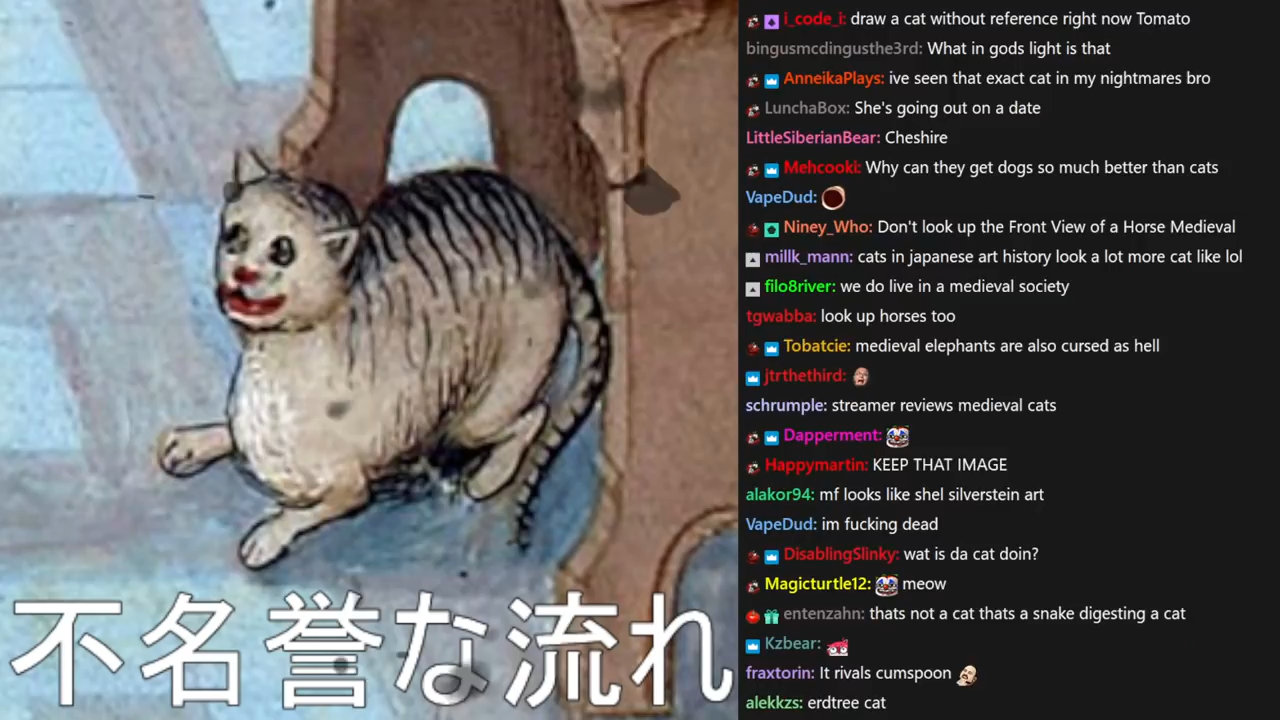 不名誉な流れ
i_code_i: draw a cat without reference right now Tomato
bingusmcdingusthe3rd: What in gods light is that
AnneikaPlays: ive seen that exact cat in my nightmares bro
LunchaBox: She's going out on a date
LittleSiberianBear: Cheshire
Mehcooki: Why can they get dogs so much better than cats
VapeDud:
Niney_Who: Don't look up the Front View of a Horse Medieval
millk_mann: cats in japanese art history look a lot more cat like lol
filo8river: we do live in a medieval society
tgwabba: look up horses too
Tobatcie: medieval elephants are also cursed as hell
jtrthethird:
schrumple: streamer reviews medieval cats
Dapperment:
Happymartin: KEEP THAT IMAGE
alakor94: mf looks like shel silverstein art
VapeDud: im fucking dead
DisablingSlinky: wat is da cat doin?
Magicturtle12: meow
entenzahn: thats not a cat thats a snake digesting a cat
Kzbear:
fraxtorin: It rivals cumspoon
alekkzs: erdtree cat